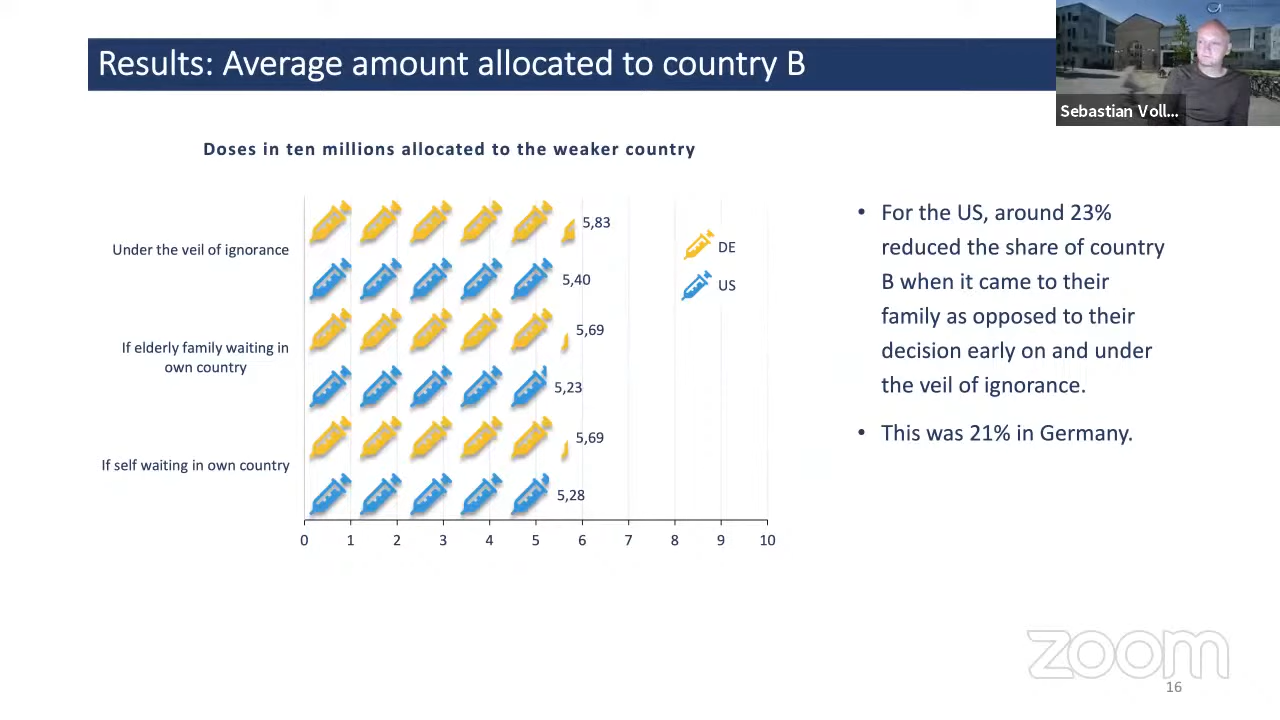 Results: Average amount allocated to country B
Sebastian Voll...
Doses in ten millions allocated to the weaker country
Under the veil of ignorance
5,83
5,40
If elderly family waiting in
own country
5,69
5,23
If self waiting in own country
5,69
5,28
0 1 2 3 4 5 6 7 8 9 10
DE
US
• For the US, around 23%
reduced the share of country
B when it came to their
family as opposed to their
decision early on and under
the veil of ignorance.
• This was 21% in Germany.
zoom
16